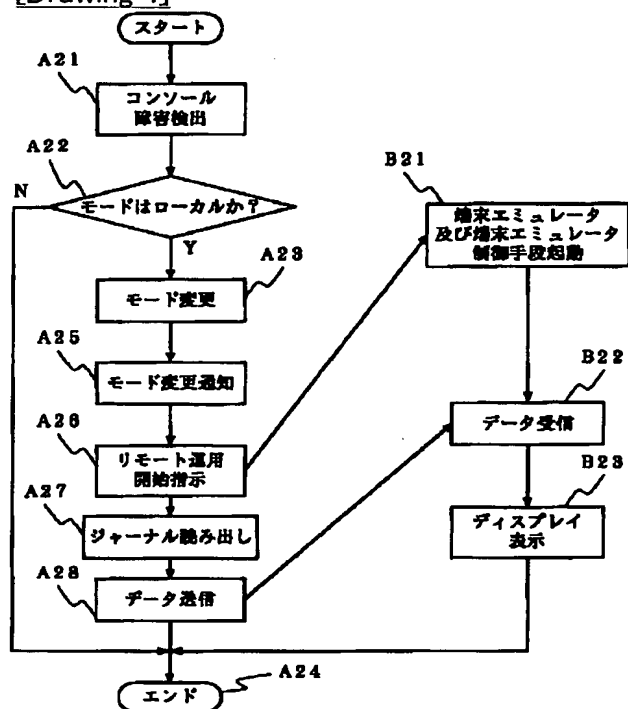 [Drawing 4]
スタート
A21
コンソール
障害検出
A22
N
モードはローカルか?
Y
A23
モード変更
A25
モード変更通知
A26
リモート運用
開始指示
A27
ジャーナル読み出し
A28
データ送信
A24
エンド
B21
端末エミュレータ
及び端末エミュレータ
制御手段起動
B22
データ受信
B23
ディスプレイ
表示